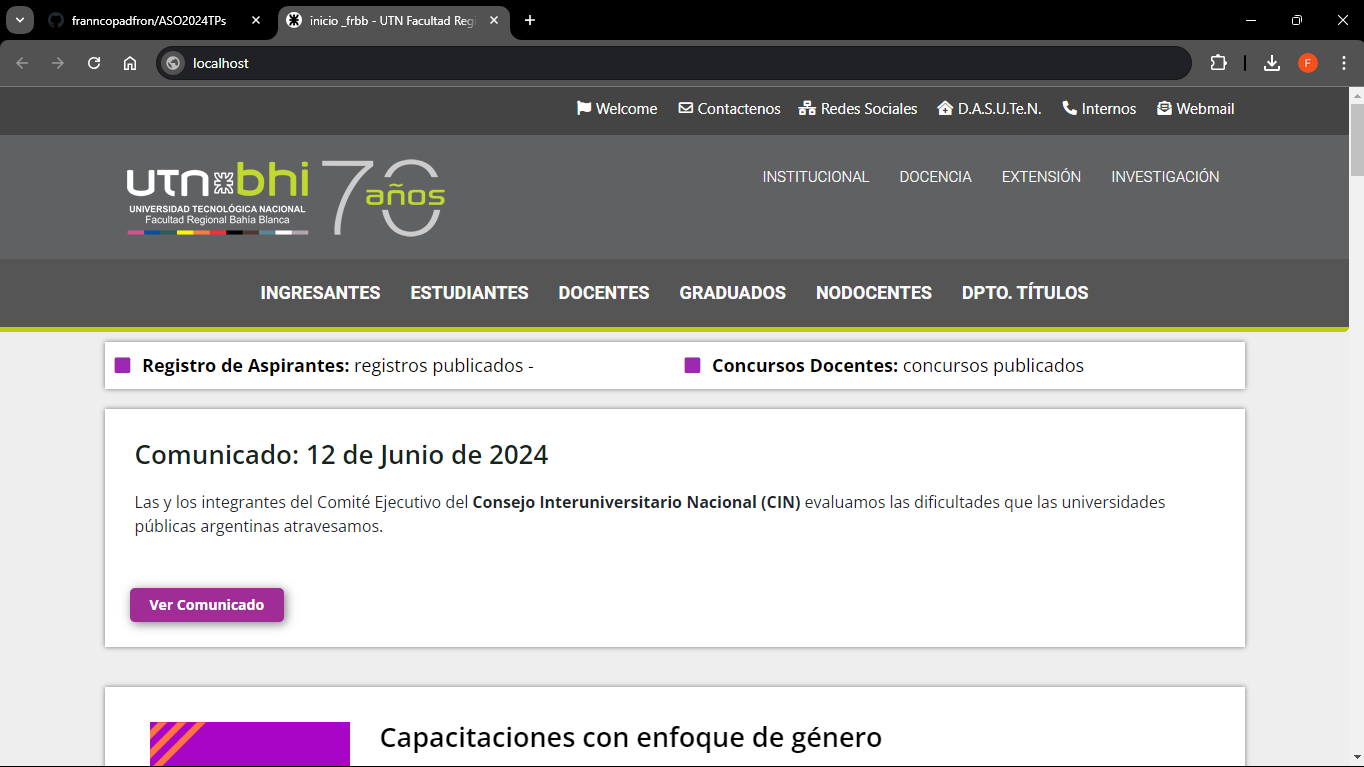 franncopadfron/ASO2024TPs
inicio _frbb - UTN Facultad Regi
localhost
F
Welcome Contactenos Redes Sociales D.A.S.U.Te.N. Internos Webmail
utn bhi 70 años
UNIVERSIDAD TECNOLÓGICA NACIONAL
Facultad Regional Bahía Blanca
INSTITUCIONAL DOCENCIA EXTENSIÓN INVESTIGACIÓN
INGRESANTES ESTUDIANTES DOCENTES GRADUADOS NODOCENTES DPTO. TÍTULOS
Registro de Aspirantes: registros publicados -
Concursos Docentes: concursos publicados
Comunicado: 12 de Junio de 2024
Las y los integrantes del Comité Ejecutivo del Consejo Interuniversitario Nacional (CIN) evaluamos las dificultades que las universidades
públicas argentinas atravesamos.
Ver Comunicado
Capacitaciones con enfoque de género